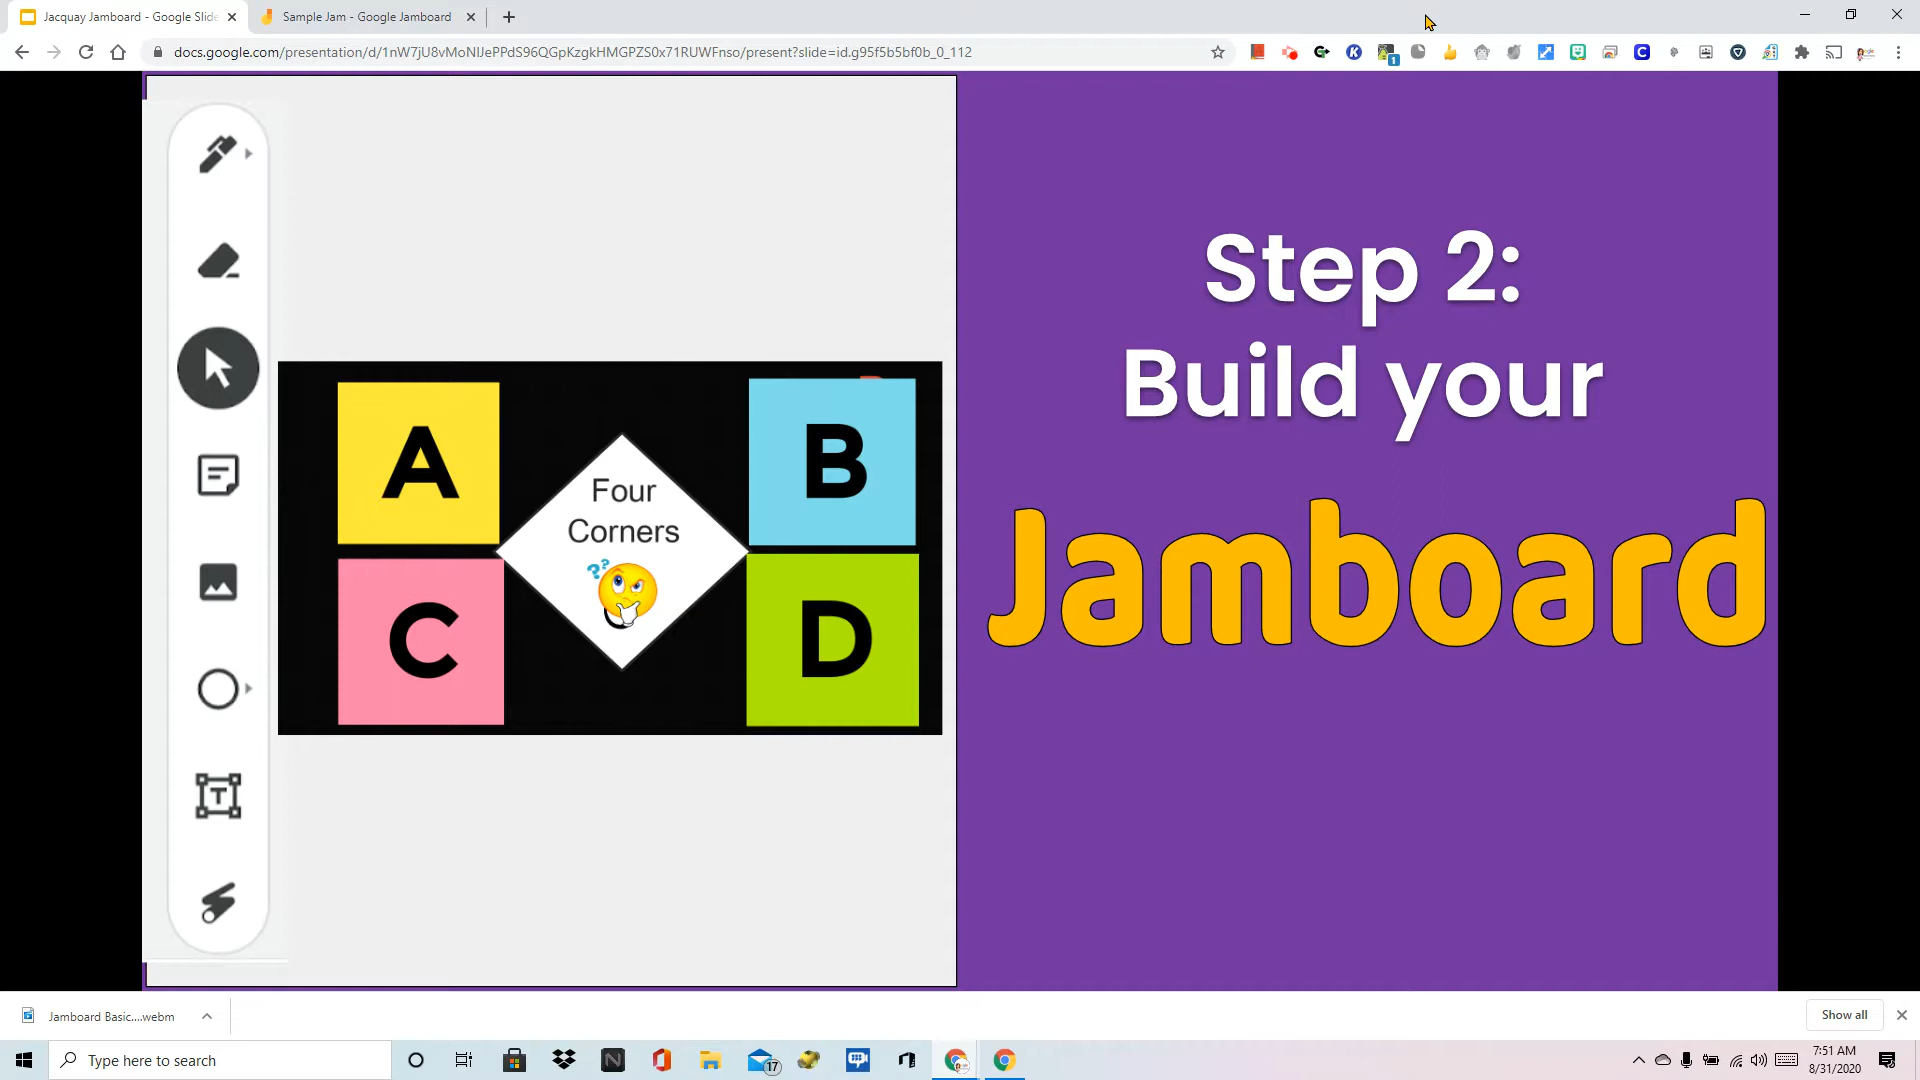 Jacquay Jamboard - Google Slide
Sample Jam - Google Jamboard
docs.google.com/presentation/d/1nW7jU8vMoNIJePPdS96QGpKzgkHMGPZS0x71RUWFnso/present?slide=id.g95f5b5bf0b_0_112
Step 2:
Build your
Jamboard
A
B
Four
Corners
??
C
D
T
Jamboard Basic....webm
Show all
Type here to search
17
7:51 AM
8/31/2020